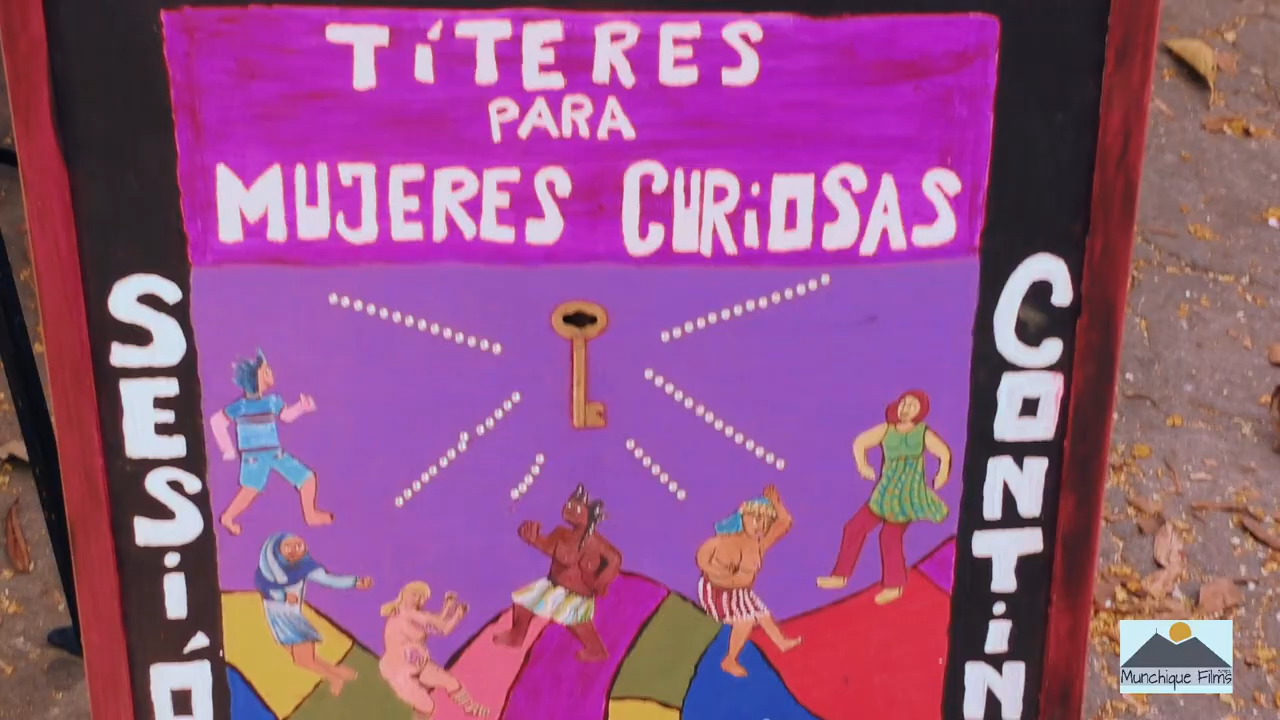 TíTERES
PARA
MUJERES CURiOSAS
SESiÓ
CONTiN
Munchique Films